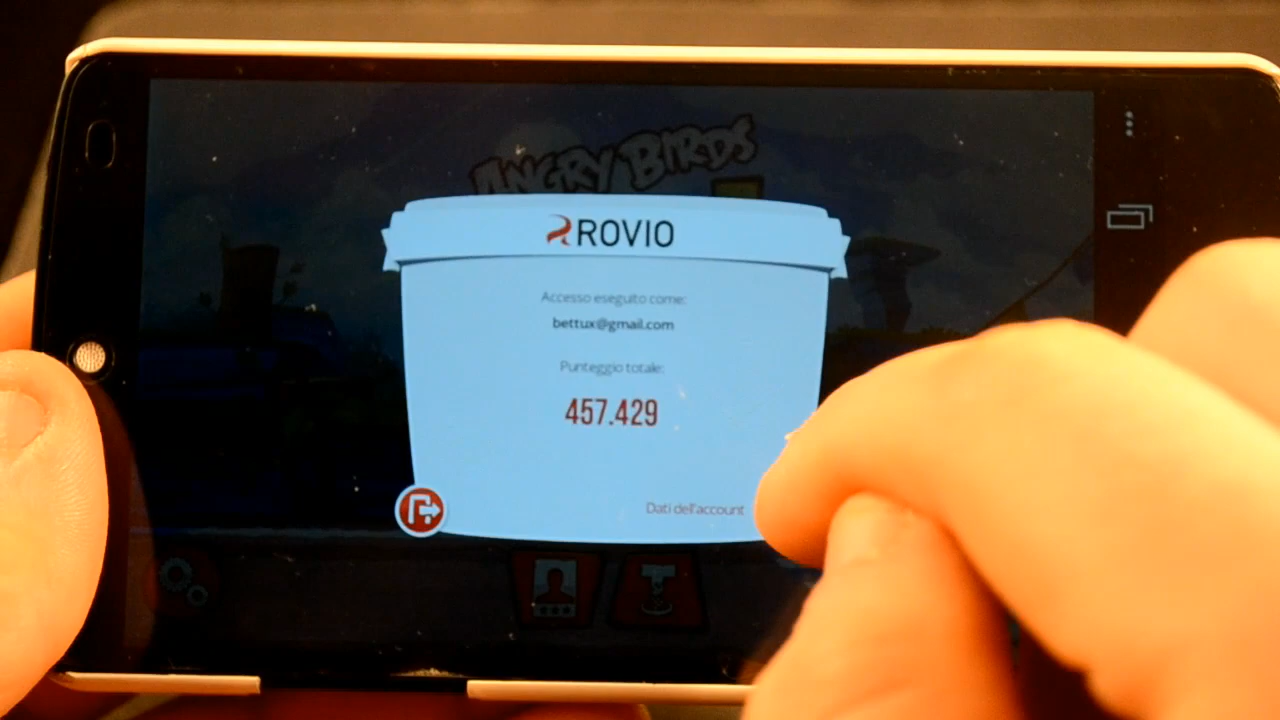 ANGRY BIRDS
ROVIO
Accesso eseguito come:
bettux@gmail.com
Punteggio totale:
457.429
Dati dell'account